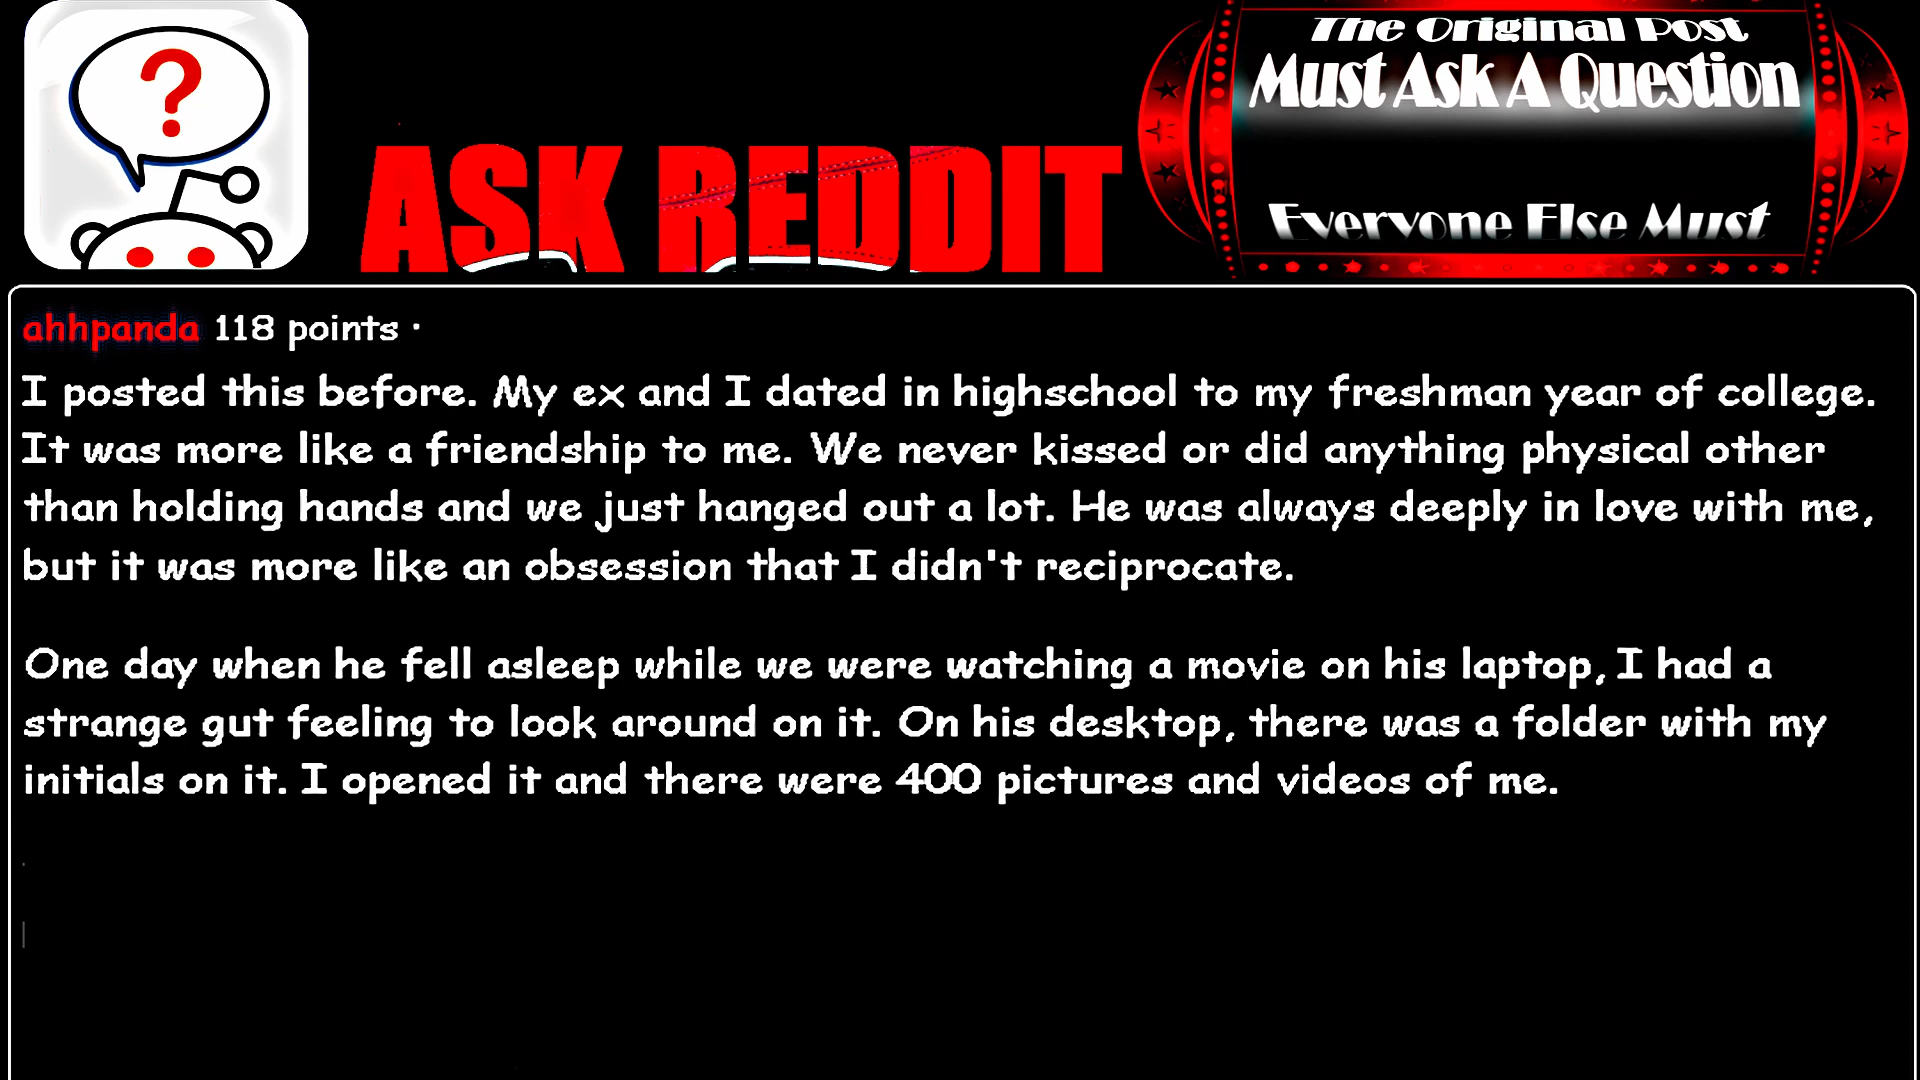 The Original Post
Must Ask A Question
Everyone Else Must
ASK REDDIT
ahhpanda 118 points ·
I posted this before. My ex and I dated in highschool to my freshman year of college.
It was more like a friendship to me. We never kissed or did anything physical other
than holding hands and we just hanged out a lot. He was always deeply in love with me,
but it was more like an obsession that I didn't reciprocate.
One day when he fell asleep while we were watching a movie on his laptop, I had a
strange gut feeling to look around on it. On his desktop, there was a folder with my
initials on it. I opened it and there were 400 pictures and videos of me.